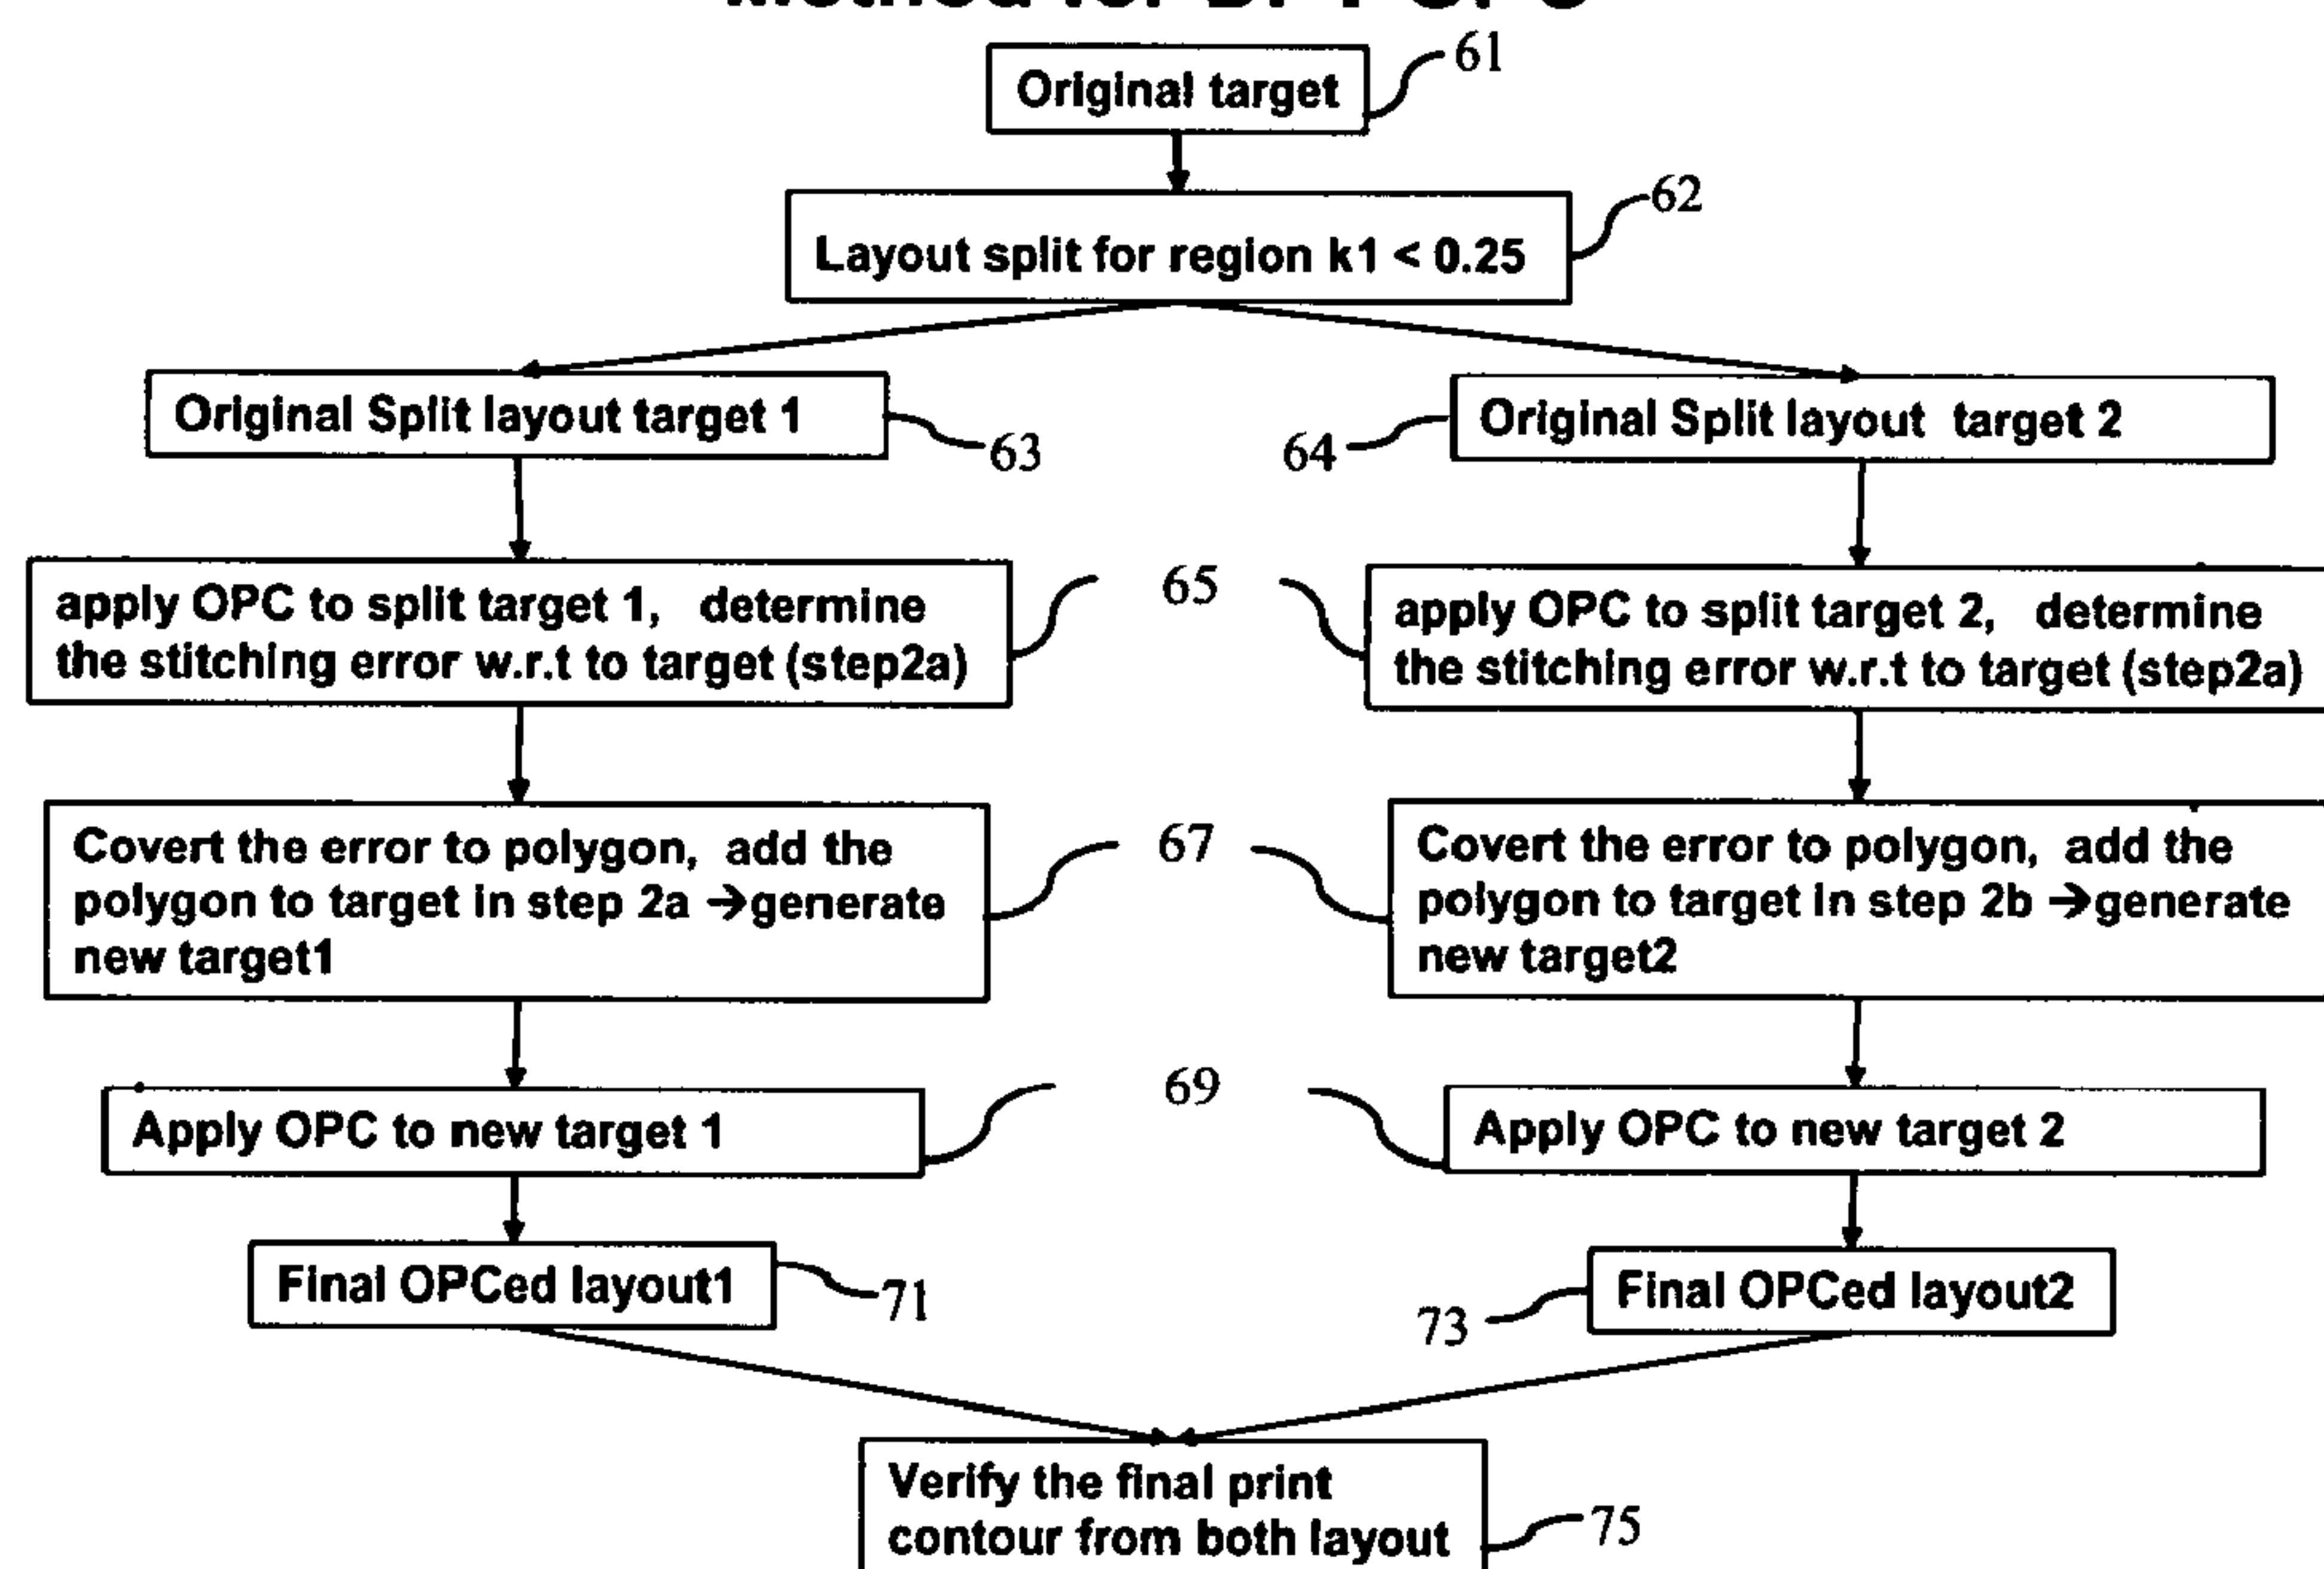 61
Original target
62
Layout split for region k1 < 0.25
Original Split layout target 1
63
64
Original Split layout target 2
apply OPC to split target 1, determine
the stitching error w.r.t to target (step2a)
65
apply OPC to split target 2, determine
the stitching error w.r.t to target (step2a)
Covert the error to polygon, add the
polygon to target in step 2a →generate
new target1
67
Covert the error to polygon, add the
polygon to target in step 2b →generate
new target2
Apply OPC to new target 1
69
Apply OPC to new target 2
Final OPCed layout1
71
73
Final OPCed layout2
Verify the final print
contour from both layout
75